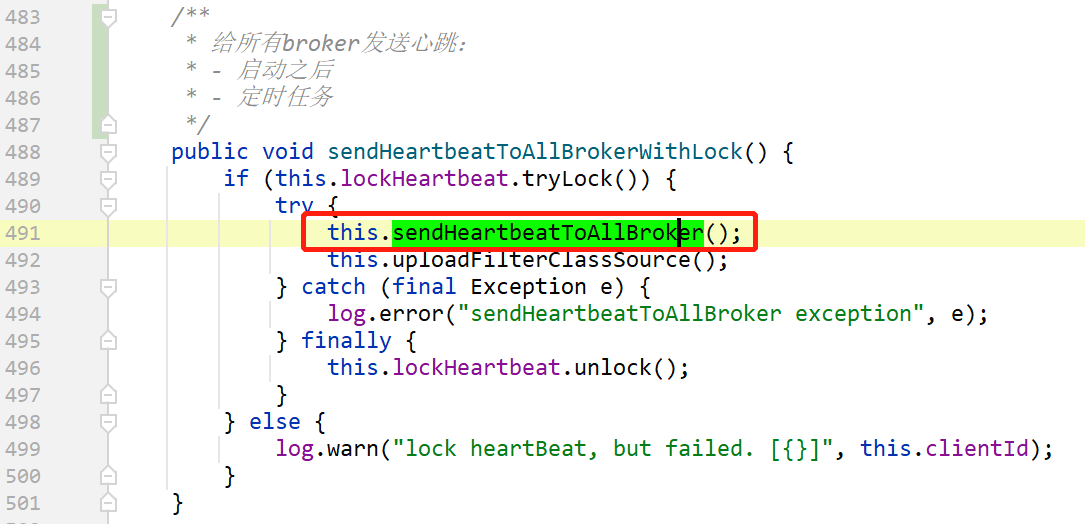 483 /**
484 * 给所有broker发送心跳：
485 * - 启动之后
486 * - 定时任务
487 */
488 public void sendHeartbeatToAllBrokerWithLock() {
489 if (this.lockHeartbeat.tryLock()) {
490 try {
491 this.sendHeartbeatToAllBroker();
492 this.uploadFilterClassSource();
493 } catch (final Exception e) {
494 log.error("sendHeartbeatToAllBroker exception", e);
495 } finally {
496 this.lockHeartbeat.unlock();
497 }
498 } else {
499 log.warn("lock heartBeat, but failed. [{}]", this.clientId);
500 }
501 }